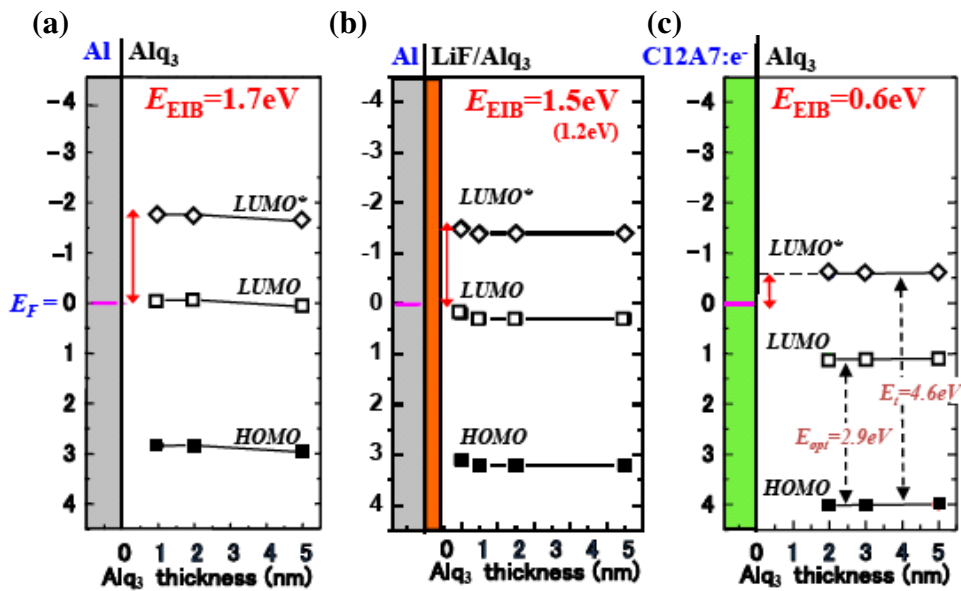 (a)
Al Alq3
EEIB=1.7eV
-4
-3
-2
-1
EF = 0
1
2
3
4
LUMO*
LUMO
HOMO
0 1 2 3 4 5
Alq3 thickness (nm)
(b)
Al LiF/Alq3
EEIB=1.5eV
(1.2eV)
-4
-3
-2
-1
0
1
2
3
4
LUMO*
LUMO
HOMO
0 1 2 3 4 5
Alq3 thickness (nm)
(c)
C12A7:e- Alq3
EEIB=0.6eV
-4
-3
-2
-1
0
1
2
3
4
LUMO*
LUMO
Et=4.6eV
Eopt=2.9eV
HOMO
0 1 2 3 4 5
Alq3 thickness (nm)